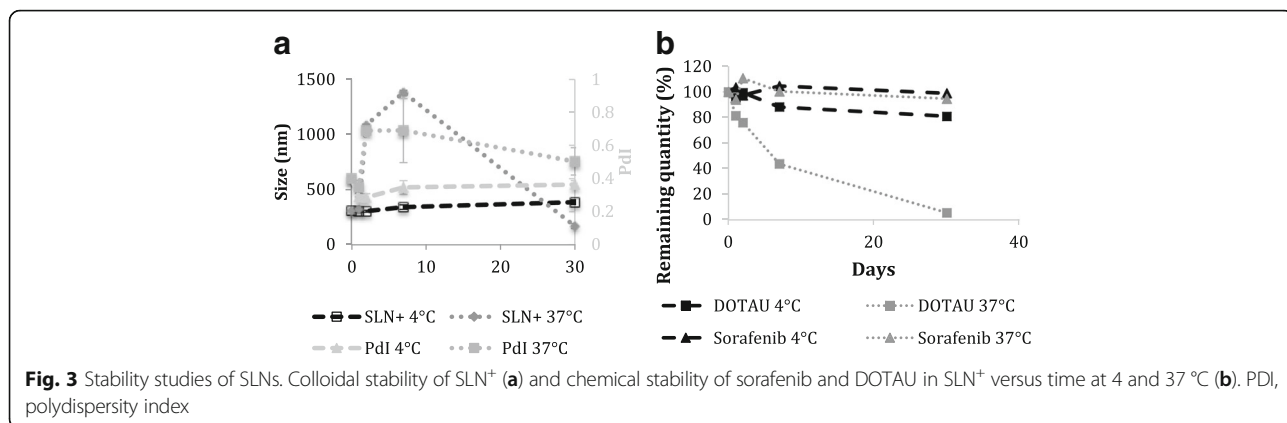 a
b
1500
1000
500
0
Size (nm)
1
0.8
0.6
0.4
0.2
0
PdI
0 10 20 30
SLN+ 4°C
SLN+ 37°C
PdI 4°C
PdI 37°C
120
100
80
60
40
20
0
Remaining quantity (%)
0 20 40
Days
DOTAU 4°C
DOTAU 37°C
Sorafenib 4°C
Sorafenib 37°C
Fig. 3 Stability studies of SLNs. Colloidal stability of SLN⁺ (a) and chemical stability of sorafenib and DOTAU in SLN⁺ versus time at 4 and 37 °C (b). PDI,
polydispersity index